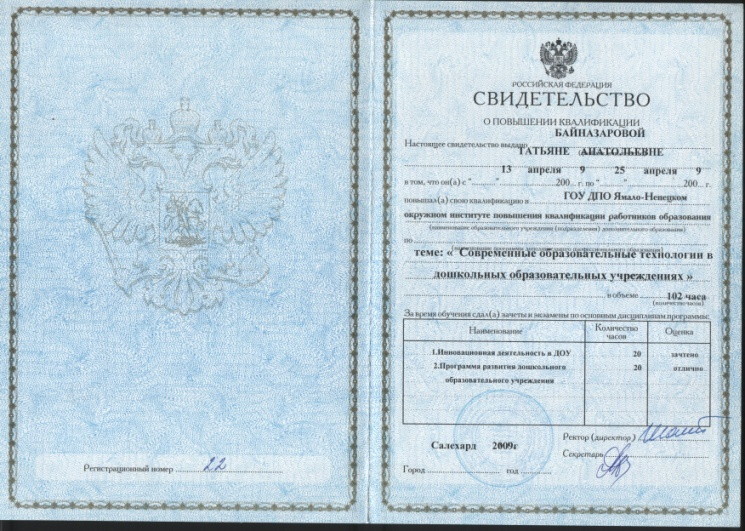 Регистрационный номер 22
РОССИЙСКАЯ ФЕДЕРАЦИЯ
СВИДЕТЕЛЬСТВО
О ПОВЫШЕНИИ КВАЛИФИКАЦИИ
БАЙНАЗАРОВОЙ
Настоящее свидетельство выдано
ТАТЬЯНЕ АНАТОЛЬЕВНЕ
13 апреля 9 25 апреля 9
в том, что он(а) с "........" 200... г. по "........" 200... г.
повышал(а) свою квалификацию в ГОУ ДПО Ямало-Ненецком
окружном институте повышения квалификации работников образования
(наименование образовательного учреждения (подразделения) дополнительного образования)
по
теме: « Современные образовательные технологии в
дошкольных образовательных учреждениях »
в объеме 102 часа
(количество часов)
За время обучения сдал(а) зачеты и экзамены по основным дисциплинам программы:
Наименование Количество часов Оценка
1.Инновационная деятельность в ДОУ 20 зачтено
2.Программа развития дошкольного 20 отлично
образовательного учреждения
Ректор (директор)
Салехард 2009г
Секретарь
Город год